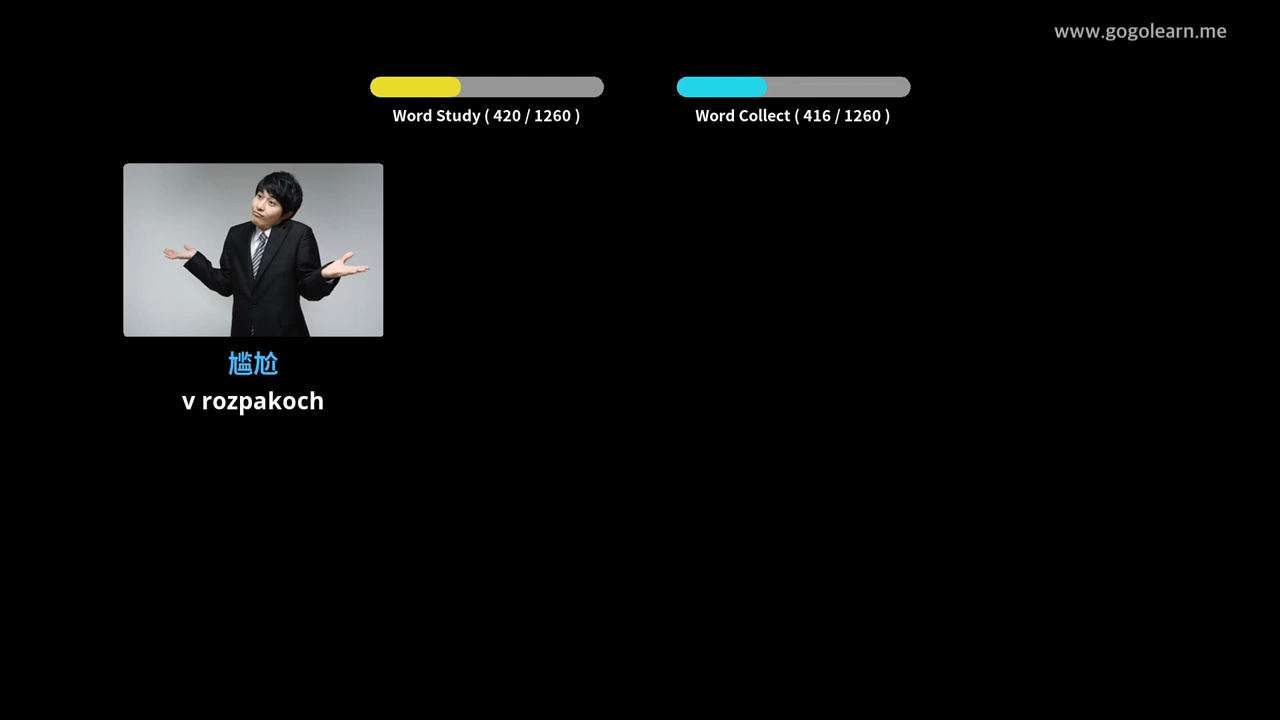 www.gogolearn.me
Word Study ( 420 / 1260 )
Word Collect ( 416 / 1260 )
尴尬
v rozpakoch